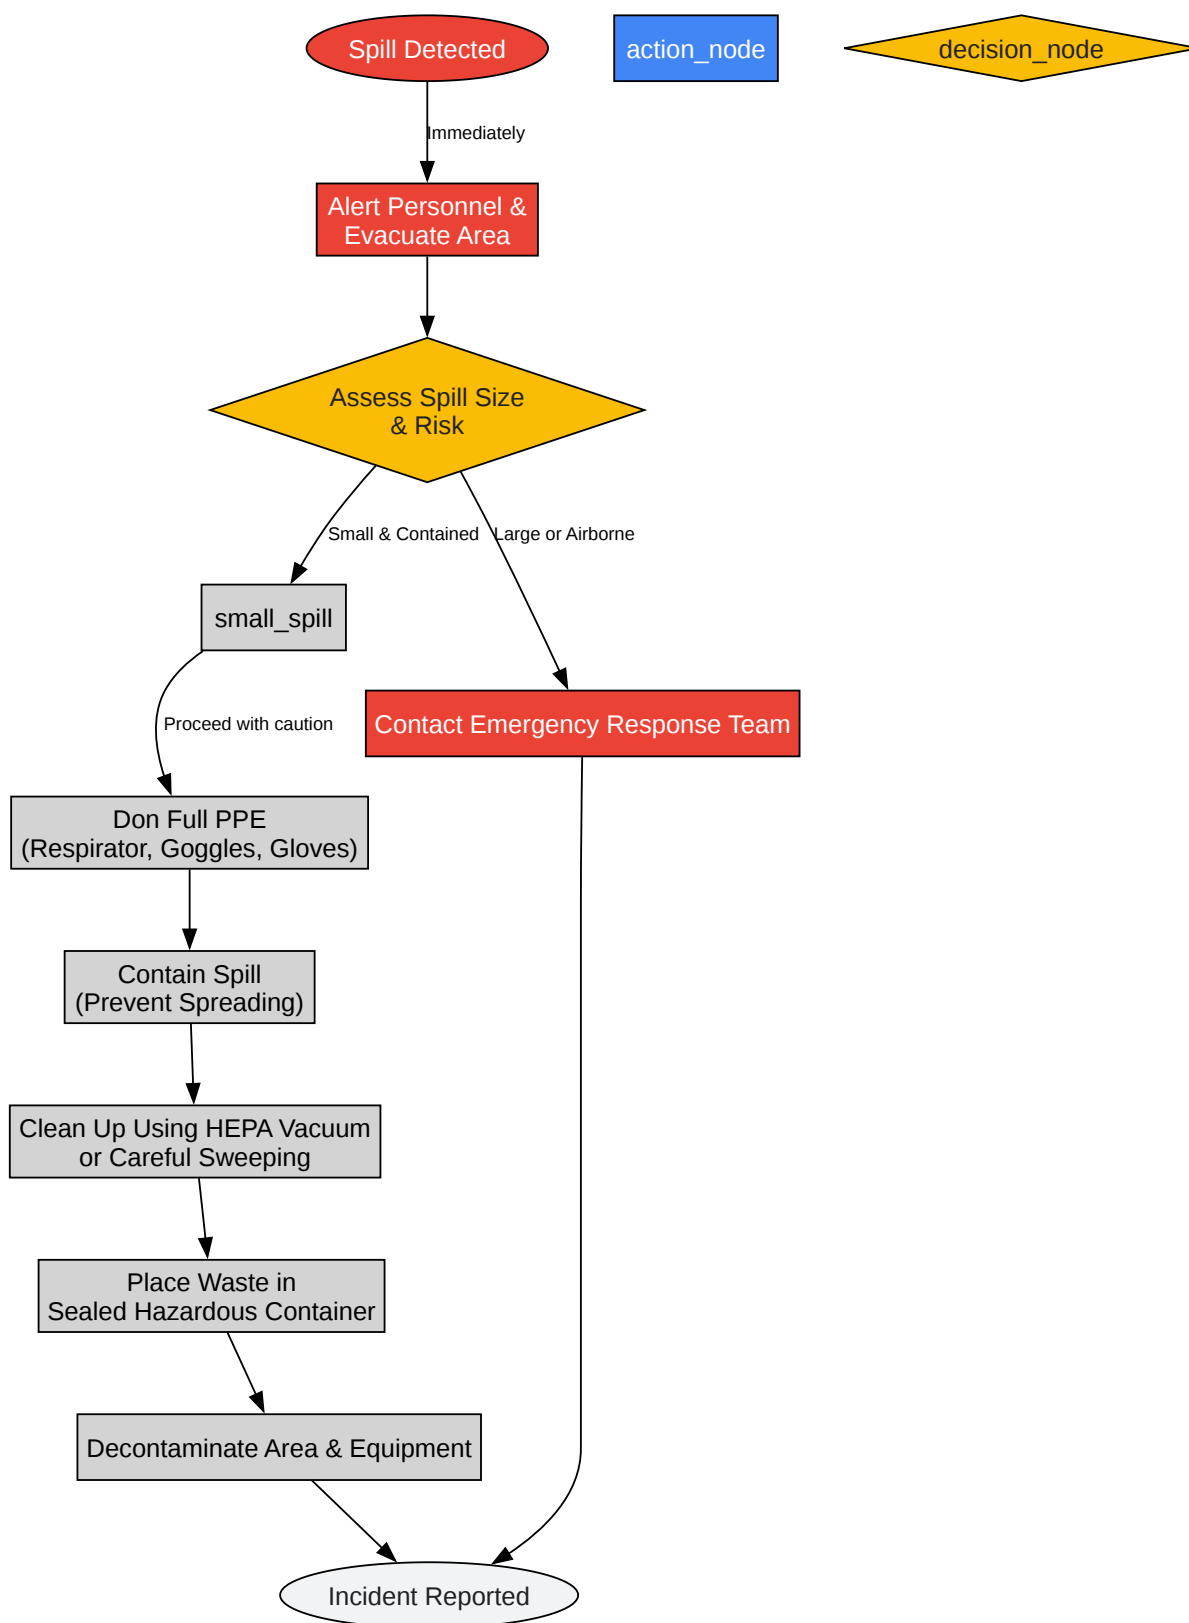 Spill Detected
action_node
decision_node
Immediately
Alert Personnel &
Evacuate Area
Assess Spill Size
& Risk
Small & Contained
Large or Airborne
small_spill
Contact Emergency Response Team
Proceed with caution
Don Full PPE
(Respirator, Goggles, Gloves)
Contain Spill
(Prevent Spreading)
Clean Up Using HEPA Vacuum
or Careful Sweeping
Place Waste in
Sealed Hazardous Container
Decontaminate Area & Equipment
Incident Reported